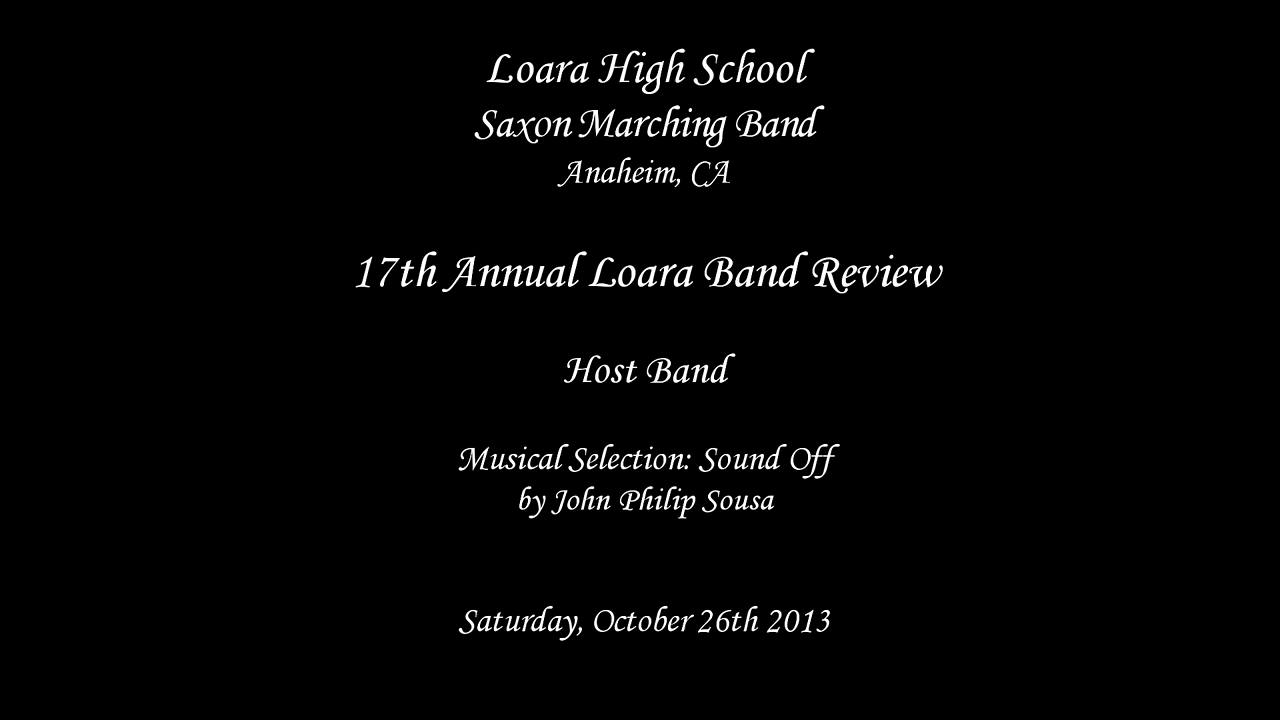 Loara High School
Saxon Marching Band
Anaheim, CA
17th Annual Loara Band Review
Host Band
Musical Selection: Sound Off
by John Philip Sousa
Saturday, October 26th 2013